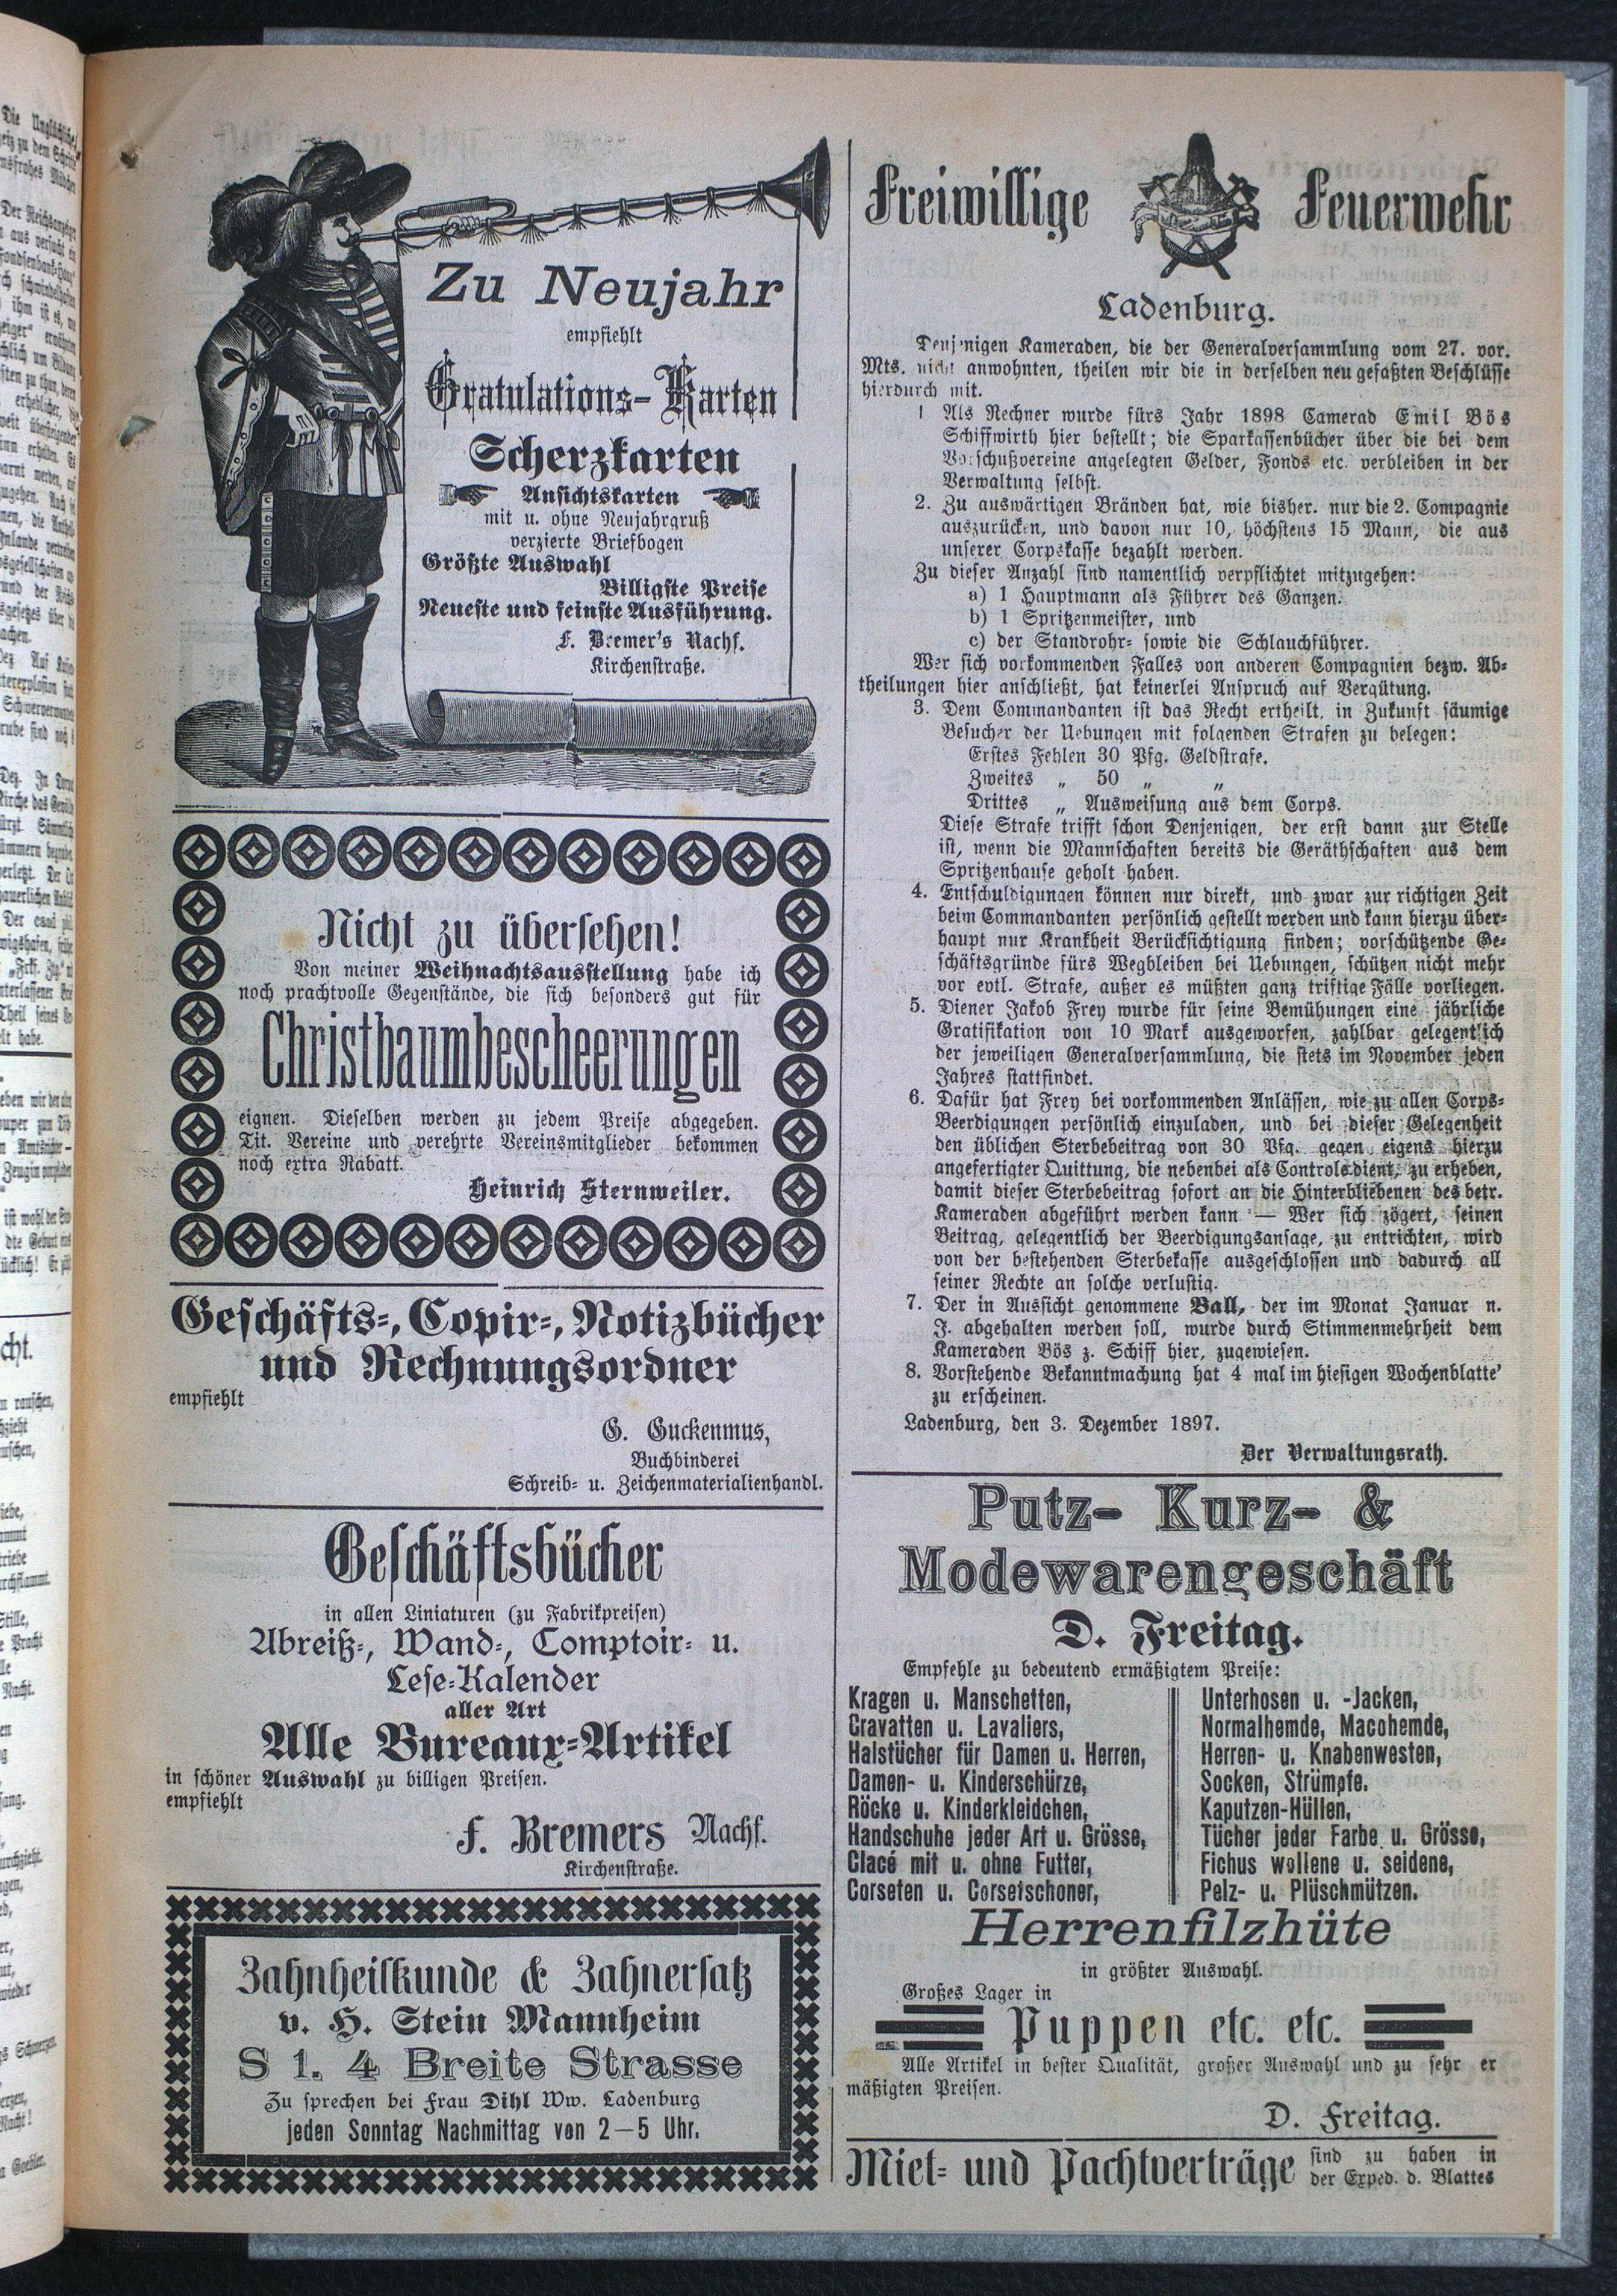 Zu Neujahr
empfiehlt
Gratulations-Karten
Scherzkarten
Ansichtskarten
mit u. ohne Neujahrgruß
verzierte Briefbogen
Größte Auswahl
Billigste Preise
Neueste und feinste Ausführung.
F. Bremer's Nachf.
Kirchenstraße.
Nicht zu übersehen!
Von meiner Weihnachtsausstellung habe ich
noch prachtvolle Gegenstände, die sich besonders gut für
Christbaumbescheerungen
eignen. Dieselben werden zu jedem Preise abgegeben.
Tit. Vereine und verehrte Vereinsmitglieder bekommen
noch extra Rabatt.
Heinrich Sternweiler.
Geschäfts-, Copir-, Notizbücher
und Rechnungsordner
empfiehlt
G. Guckenmus,
Buchbinderei
Schreib- u. Zeichenmaterialienhandl.
Geschäftsbücher
in allen Liniaturen (zu Fabrikpreisen)
Abreiß-, Wand-, Comptoir- u.
Lese-Kalender
aller Art
Alle Bureaux-Artikel
in schöner Auswahl zu billigen Preisen.
empfiehlt
F. Bremers Nachf.
Kirchenstraße.
Zahnheilkunde & Zahnersatz
v. H. Stein Mannheim
S 1. 4 Breite Strasse
Zu sprechen bei Frau Dihl Ww. Ladenburg
jeden Sonntag Nachmittag von 2—5 Uhr.
Freiwillige Feuerwehr
Ladenburg.
Denjenigen Kameraden, die der Generalversammlung vom 27. vor.
Mts. nicht anwohnten, theilen wir die in derselben neu gefaßten Beschlüsse
hierdurch mit.
1 Als Rechner wurde fürs Jahr 1898 Camerad Emil Bös
Schiffwirth hier bestellt; die Sparkassenbücher über die bei dem
Vorschußvereine angelegten Gelder, Fonds etc. verbleiben in der
Verwaltung selbst.
2. Zu auswärtigen Bränden hat, wie bisher. nur die 2. Compagnie
auszurücken, und davon nur 10, höchstens 15 Mann, die aus
unserer Corpskasse bezahlt werden.
Zu dieser Anzahl sind namentlich verpflichtet mitzugehen:
a) 1 Hauptmann als Führer des Ganzen.
b) 1 Spritzenmeister, und
c) der Standrohr- sowie die Schlauchführer.
Wer sich vorkommenden Falles von anderen Compagnien bezw. Ab-
theilungen hier anschließt, hat keinerlei Anspruch auf Vergütung.
3. Dem Commandanten ist das Recht ertheilt, in Zukunft säumige
Besucher der Uebungen mit folgenden Strafen zu belegen:
Erstes Fehlen 30 Pfg. Geldstrafe.
Zweites „ 50 „ „
Drittes „ Ausweisung aus dem Corps.
Diese Strafe trifft schon Denjenigen, der erst dann zur Stelle
ist, wenn die Mannschaften bereits die Geräthschaften aus dem
Spritzenhause geholt haben.
4. Entschuldigungen können nur direkt, und zwar zur richtigen Zeit
beim Commandanten persönlich gestellt werden und kann hierzu über-
haupt nur Krankheit Berücksichtigung finden; vorschützende Ge-
schäftsgründe fürs Wegbleiben bei Uebungen, schützen nicht mehr
vor evtl. Strafe, außer es müßten ganz triftige Fälle vorliegen.
5. Diener Jakob Frey wurde für seine Bemühungen eine jährliche
Gratifikation von 10 Mark ausgeworfen, zahlbar gelegentlich
der jeweiligen Generalversammlung, die stets im November jeden
Jahres stattfindet.
6. Dafür hat Frey bei vorkommenden Anlässen, wie zu allen Corps-
Beerdigungen persönlich einzuladen, und bei dieser Gelegenheit
den üblichen Sterbebeitrag von 30 Pfg. gegen eigens hierzu
angefertigter Quittung, die nebenbei als Controle dient, zu erheben,
damit dieser Sterbebeitrag sofort an die Hinterbliebenen des betr.
Kameraden abgeführt werden kann — Wer sich zögert, seinen
Beitrag, gelegentlich der Beerdigungsansage, zu entrichten, wird
von der bestehenden Sterbekasse ausgeschlossen und dadurch all
seiner Rechte an solche verlustig.
7. Der in Aussicht genommene Ball, der im Monat Januar n.
J. abgehalten werden soll, wurde durch Stimmenmehrheit dem
Kameraden Bös z. Schiff hier, zugewiesen.
8. Vorstehende Bekanntmachung hat 4 mal im hiesigen Wochenblatte
zu erscheinen.
Ladenburg, den 3. Dezember 1897.
Der Verwaltungsrath.
Putz- Kurz- &
Modewarengeschäft
D. Freitag.
Empfehle zu bedeutend ermäßigtem Preise:
Kragen u. Manschetten,
Cravatten u. Lavaliers,
Halstücher für Damen u. Herren,
Damen- u. Kinderschürze,
Röcke u. Kinderkleidchen,
Handschuhe jeder Art u. Grösse,
Clacé mit u. ohne Futter,
Corseten u. Corsetschoner,
Unterhosen u. -Jacken,
Normalhemde, Macohemde,
Herren- u. Knabenwesten,
Socken, Strümpfe.
Kaputzen-Hüllen,
Tücher jeder Farbe u. Grösse,
Fichus wollene u. seidene,
Pelz- u. Plüschmützen.
Herrenfilzhüte
in größter Auswahl.
Großes Lager in
Puppen etc. etc.
Alle Artikel in bester Qualität, großer Auswahl und zu sehr er
mäßigten Preisen.
D. Freitag.
Miet- und Pachtverträge sind zu haben in
der Exped. d. Blattes